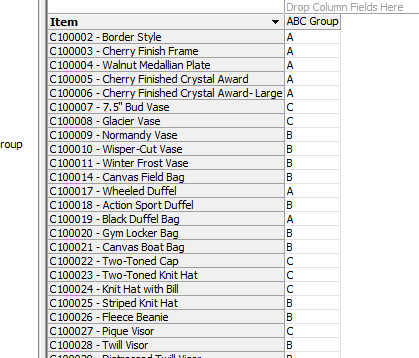 Drop Column Fields Here
Item ABC Group
C100002 - Border Style A
C100003 - Cherry Finish Frame A
C100004 - Walnut Medallian Plate A
C100005 - Cherry Finished Crystal Award A
C100006 - Cherry Finished Crystal Award- Large A
C100007 - 7.5" Bud Vase C
C100008 - Glacier Vase C
C100009 - Normandy Vase B
roup
C100010 - Wisper-Cut Vase B
C100011 - Winter Frost Vase B
C100014 - Canvas Field Bag B
C100017 - Wheeled Duffel A
C100018 - Action Sport Duffel B
C100019 - Black Duffel Bag A
C100020 - Gym Locker Bag B
C100021 - Canvas Boat Bag B
C100022 - Two-Toned Cap C
C100023 - Two-Toned Knit Hat C
C100024 - Knit Hat with Bill C
C100025 - Striped Knit Hat B
C100026 - Fleece Beanie B
C100027 - Pique Visor C
C100028 - Twill Visor B